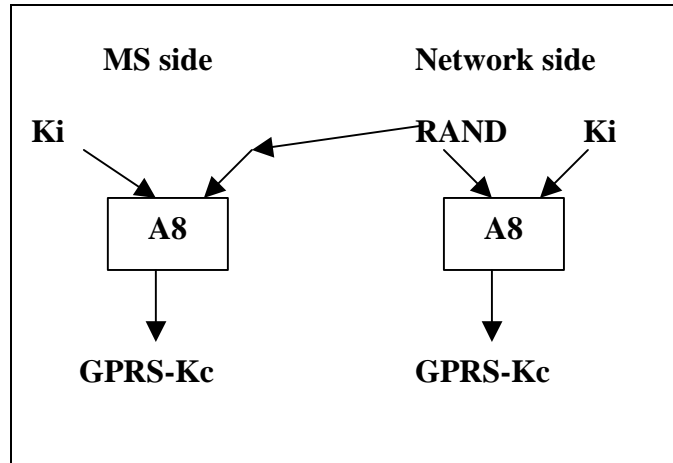 MS side Network side
Ki RAND Ki
A8 A8
GPRS-Kc GPRS-Kc